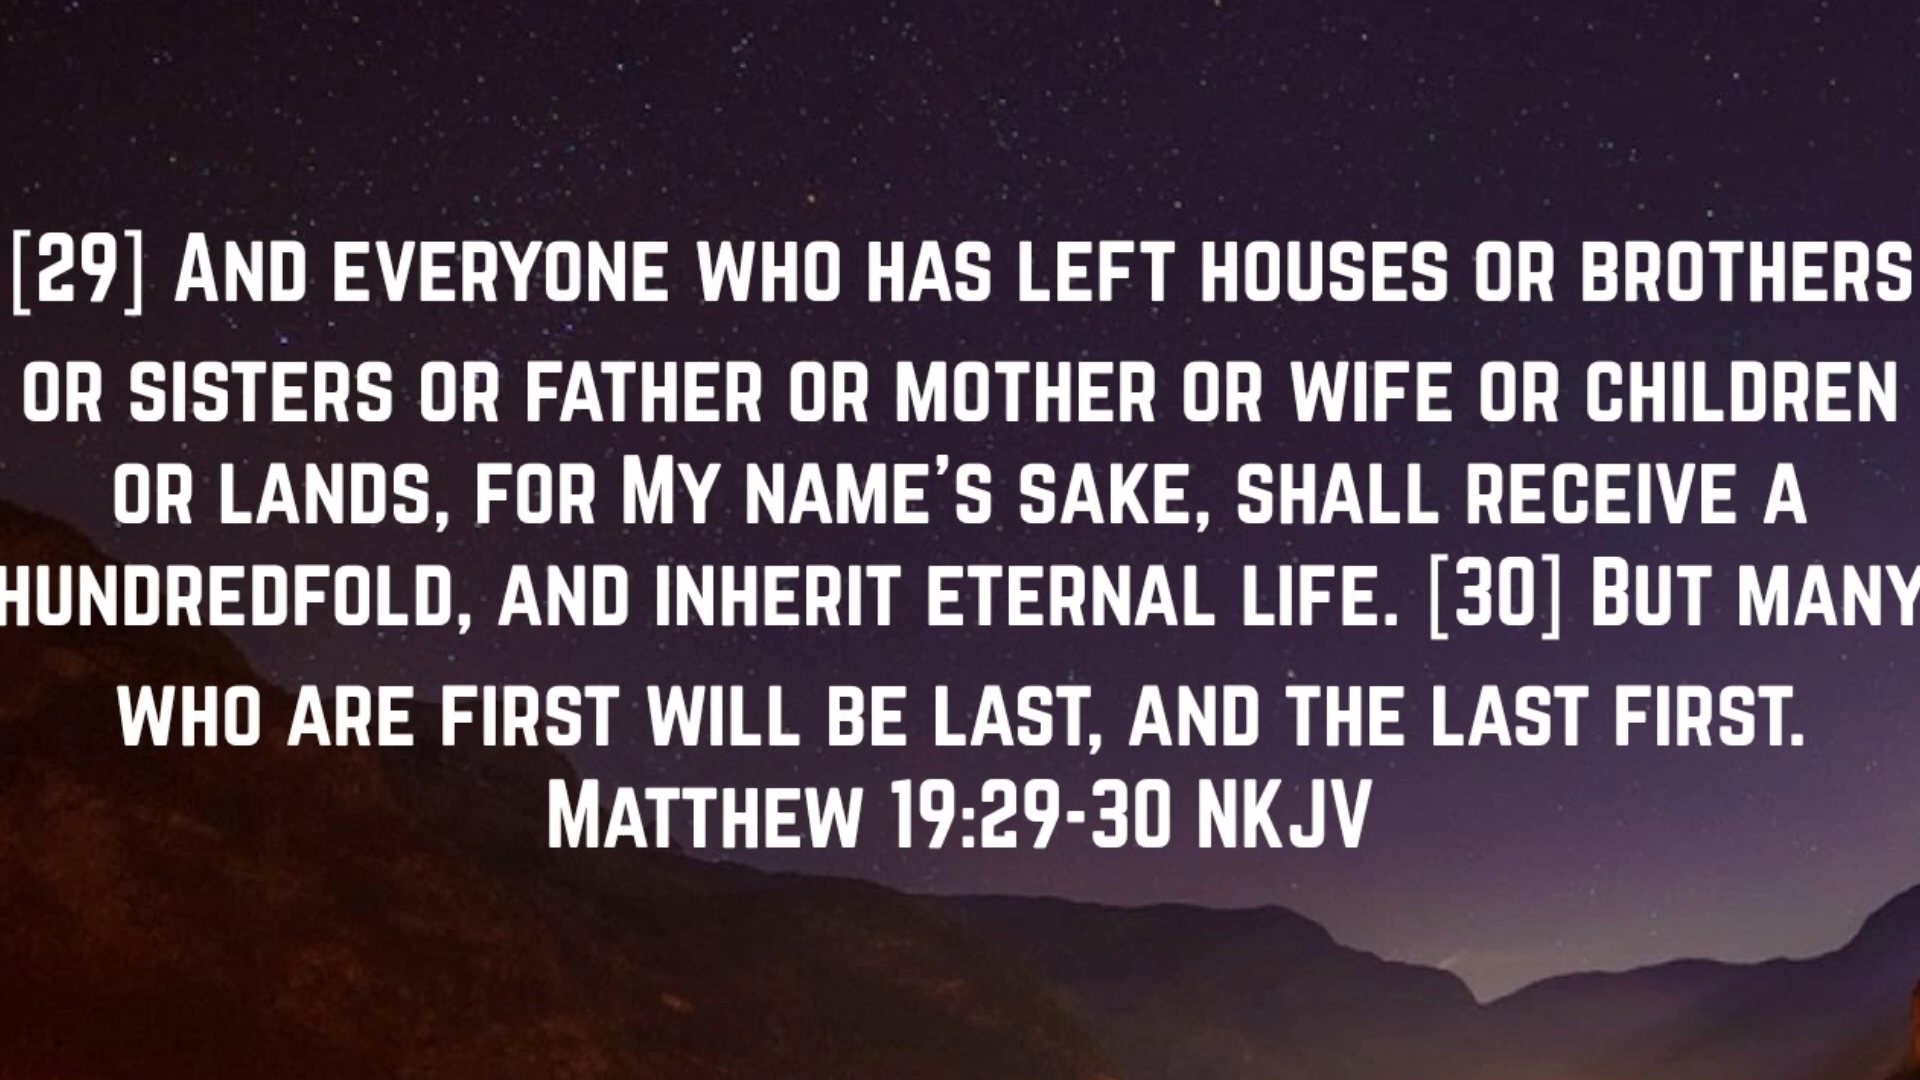 [29] And everyone who has left houses or brothers
or sisters or father or mother or wife or children
or lands, for My name's sake, shall receive a
hundredfold, and inherit eternal life. [30] But many
who are first will be last, and the last first.
Matthew 19:29-30 NKJV